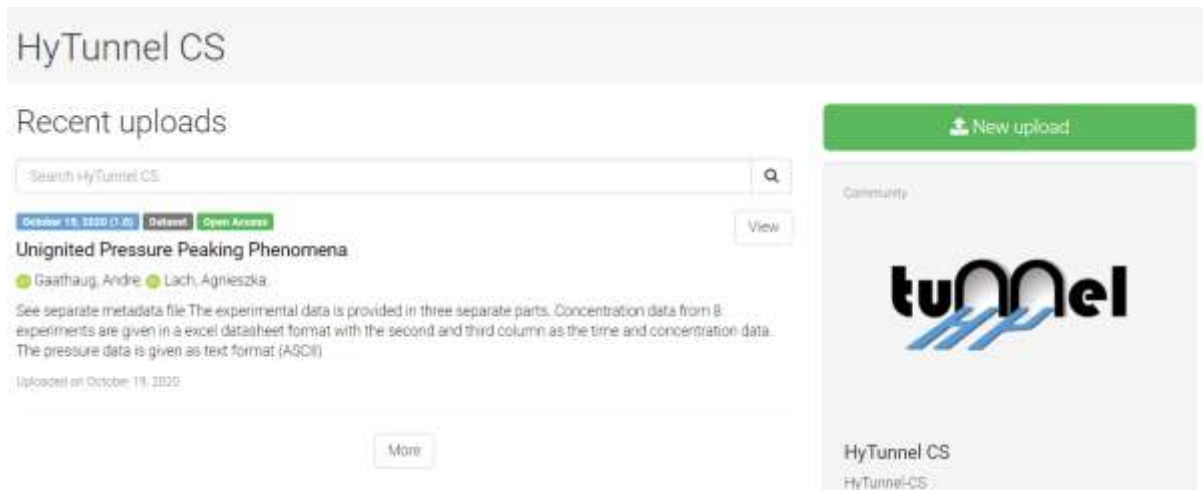 HyTunnel CS
Recent uploads
New upload
Search HyTunnel CS
October 19, 2020 (1.0) Dataset Open Access
View
Unignited Pressure Peaking Phenomena
Gaathaug, Andre; Lach, Agnieszka;
See separate metadata file The experimental data is provided in three separate parts. Concentration data from 8
experiments are given in a excel datasheet format with the second and third column as the time and concentration data.
The pressure data is given as text format (ASCII)
Uploaded on October 19, 2020
More
Community
tunnel
HY
HyTunnel CS
HyTunnel-CS